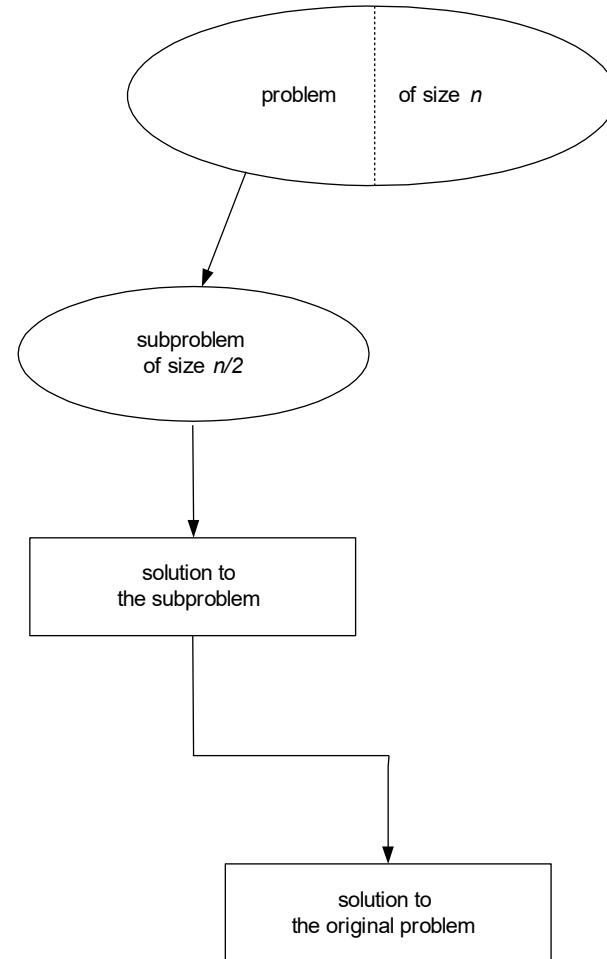 problem of size n
subproblem
of size n/2
solution to
the subproblem
solution to
the original problem